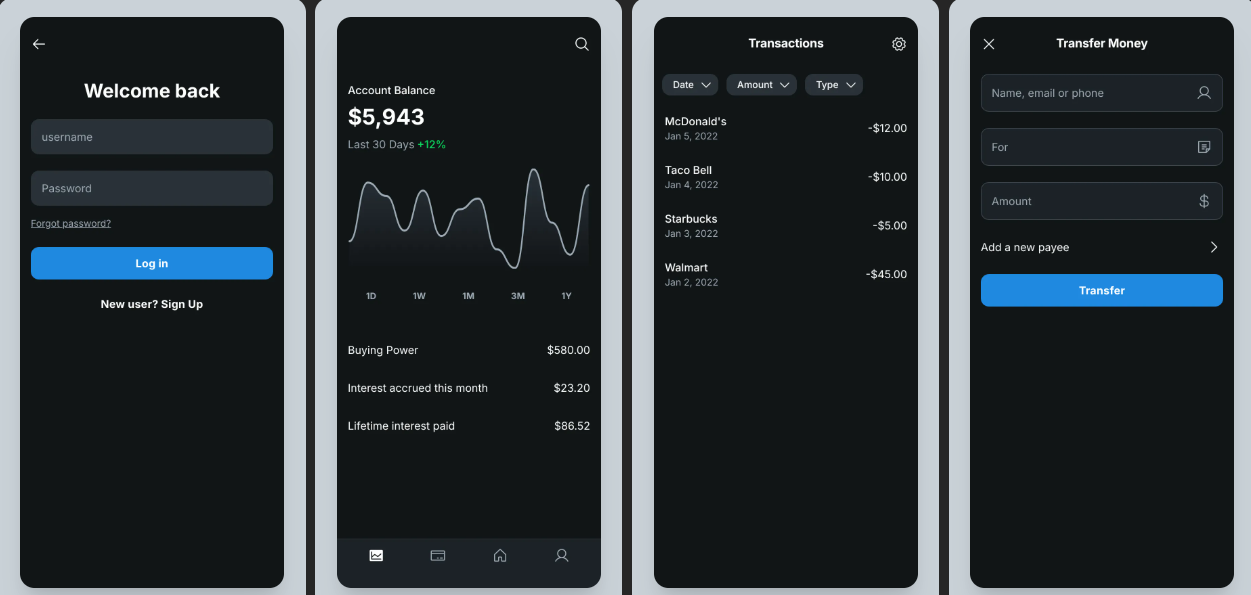 Welcome back
username
Password
Forgot password?
Log in
New user? Sign Up
Account Balance
$5,943
Last 30 Days +12%
1D 1W 1M 3M 1Y
Buying Power $580.00
Interest accrued this month $23.20
Lifetime interest paid $86.52
Transactions
Date Amount Type
McDonald's -$12.00
Jan 5, 2022
Taco Bell -$10.00
Jan 4, 2022
Starbucks -$5.00
Jan 3, 2022
Walmart -$45.00
Jan 2, 2022
Transfer Money
Name, email or phone
For
Amount $
Add a new payee
Transfer